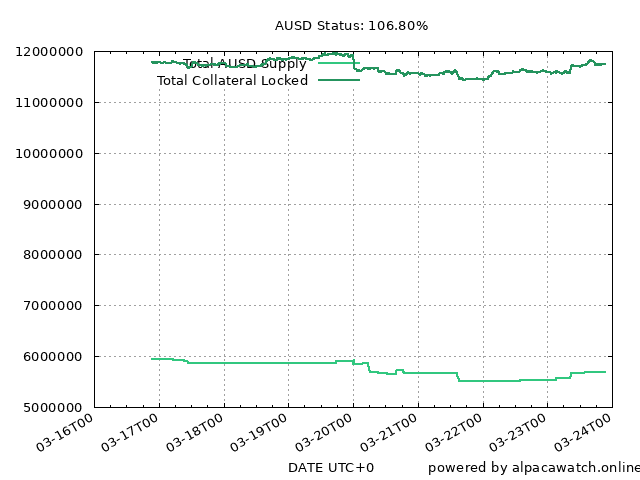 AUSD Status: 106.80%
12000000
11000000
10000000
9000000
8000000
7000000
6000000
5000000
Total AUSD Supply
Total Collateral Locked
03-16T00
03-17T00
03-18T00
03-19T00
03-20T00
03-21T00
03-22T00
03-23T00
03-24T00
DATE UTC+0
powered by alpacawatch.online